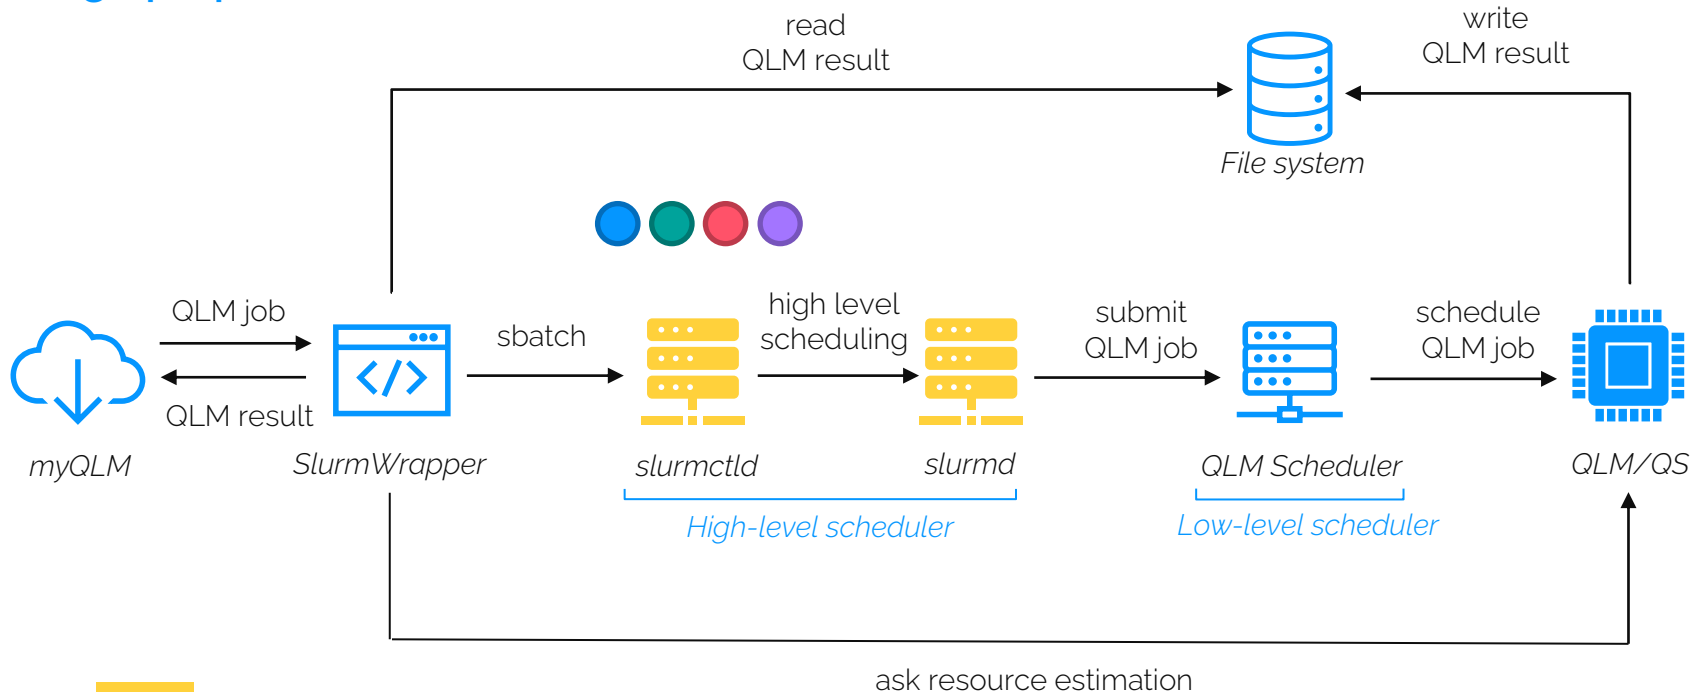 read
QLM result
write
QLM result
File system
QLM job
QLM result
sbatch
high level
scheduling
submit
QLM job
schedule
QLM job
myQLM
SlurmWrapper
slurmctld
slurmd
QLM Scheduler
QLM/QS
High-level scheduler
Low-level scheduler
ask resource estimation